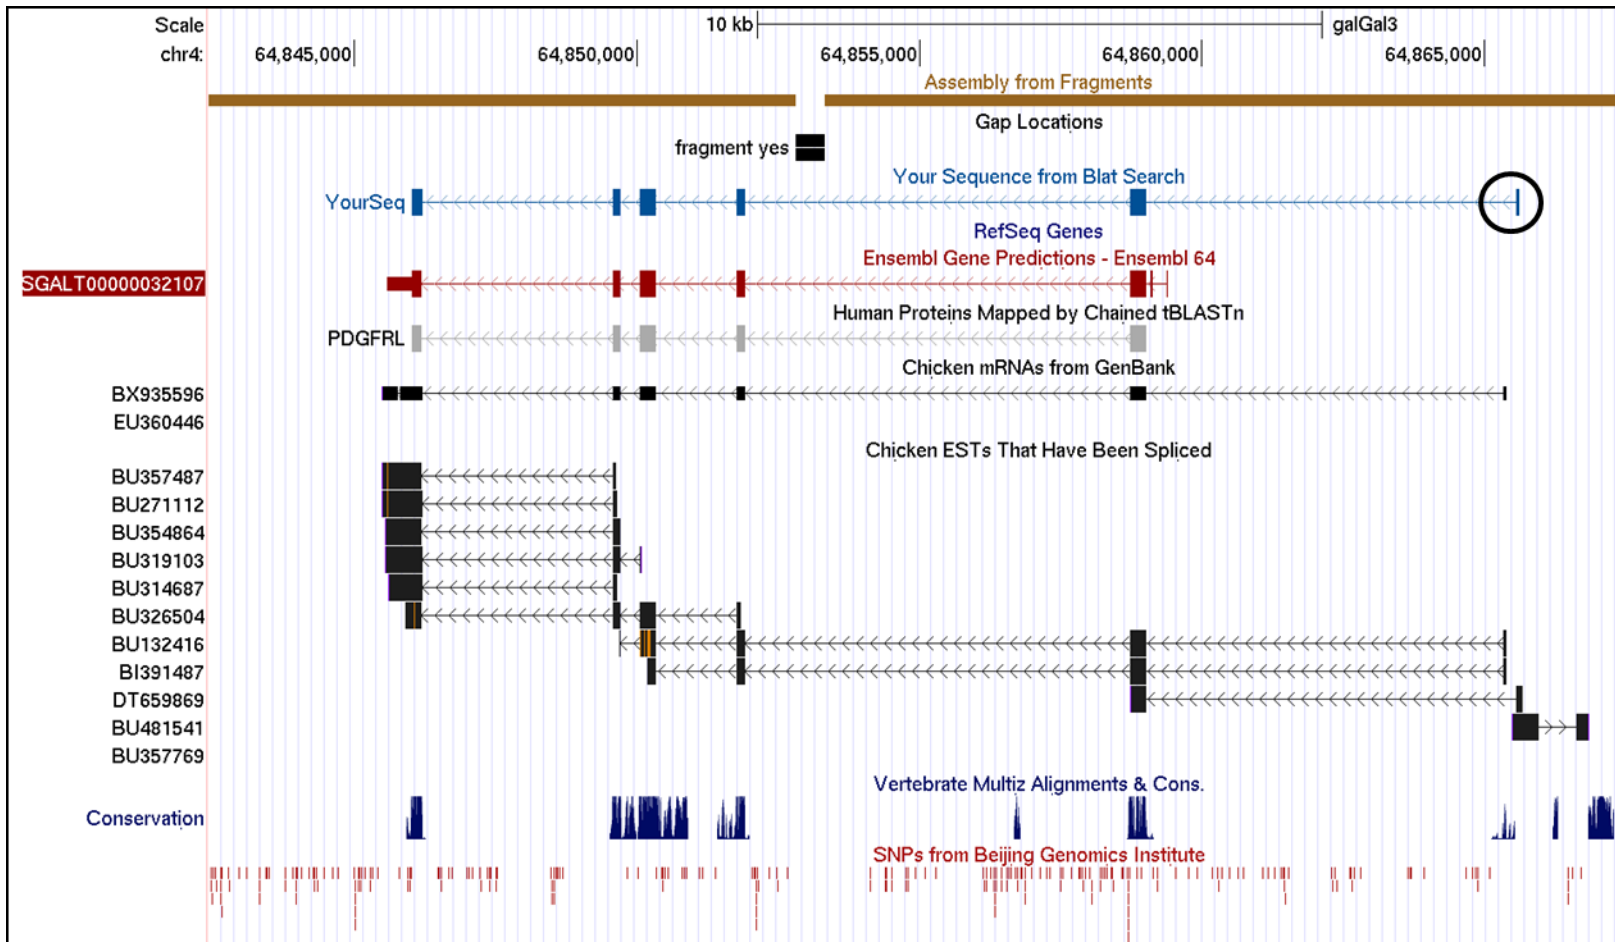 Scale 10 kb galGal3
chr4: 64,845,000 64,850,000 64,855,000 64,860,000 64,865,000
Assembly from Fragments
Gap Locations
fragment yes
Your Sequence from Blat Search
YourSeq
RefSeq Genes
Ensembl Gene Predictions - Ensembl 64
SGALT00000032107
Human Proteins Mapped by Chained tBLASTn
PDGFRL
Chicken mRNAs from GenBank
BX935596
EU360446
Chicken ESTs That Have Been Spliced
BU357487
BU271112
BU354864
BU319103
BU314687
BU326504
BU132416
BI391487
DT659869
BU481541
BU357769
Vertebrate Multiz Alignments & Cons.
Conservation
SNPs from Beijing Genomics Institute